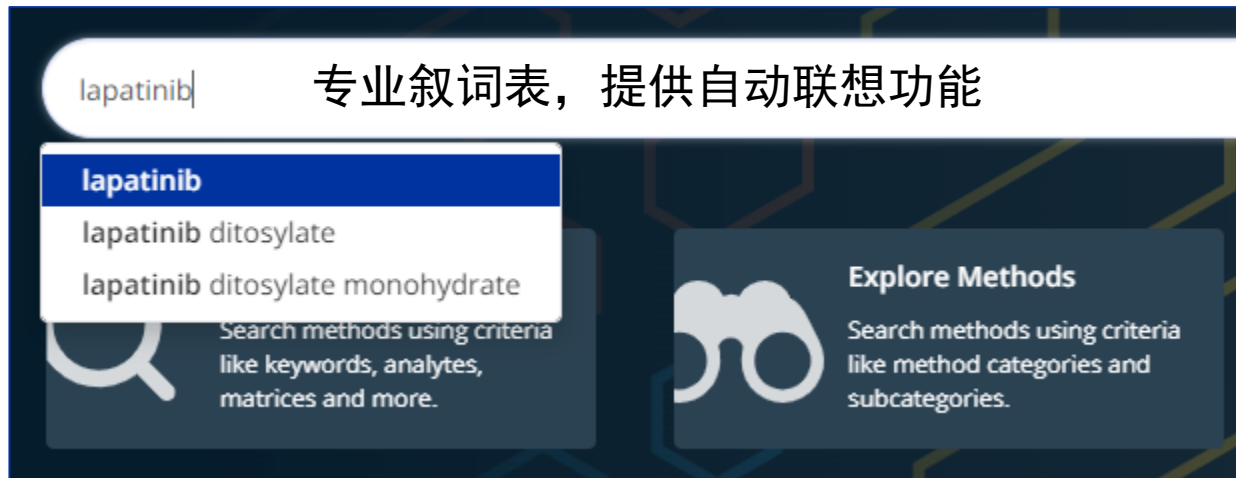 lapatinib 专业叙词表，提供自动联想功能
lapatinib
lapatinib ditosylate
lapatinib ditosylate monohydrate
Search methods using criteria
like keywords, analytes,
matrices and more.
Explore Methods
Search methods using criteria
like method categories and
subcategories.